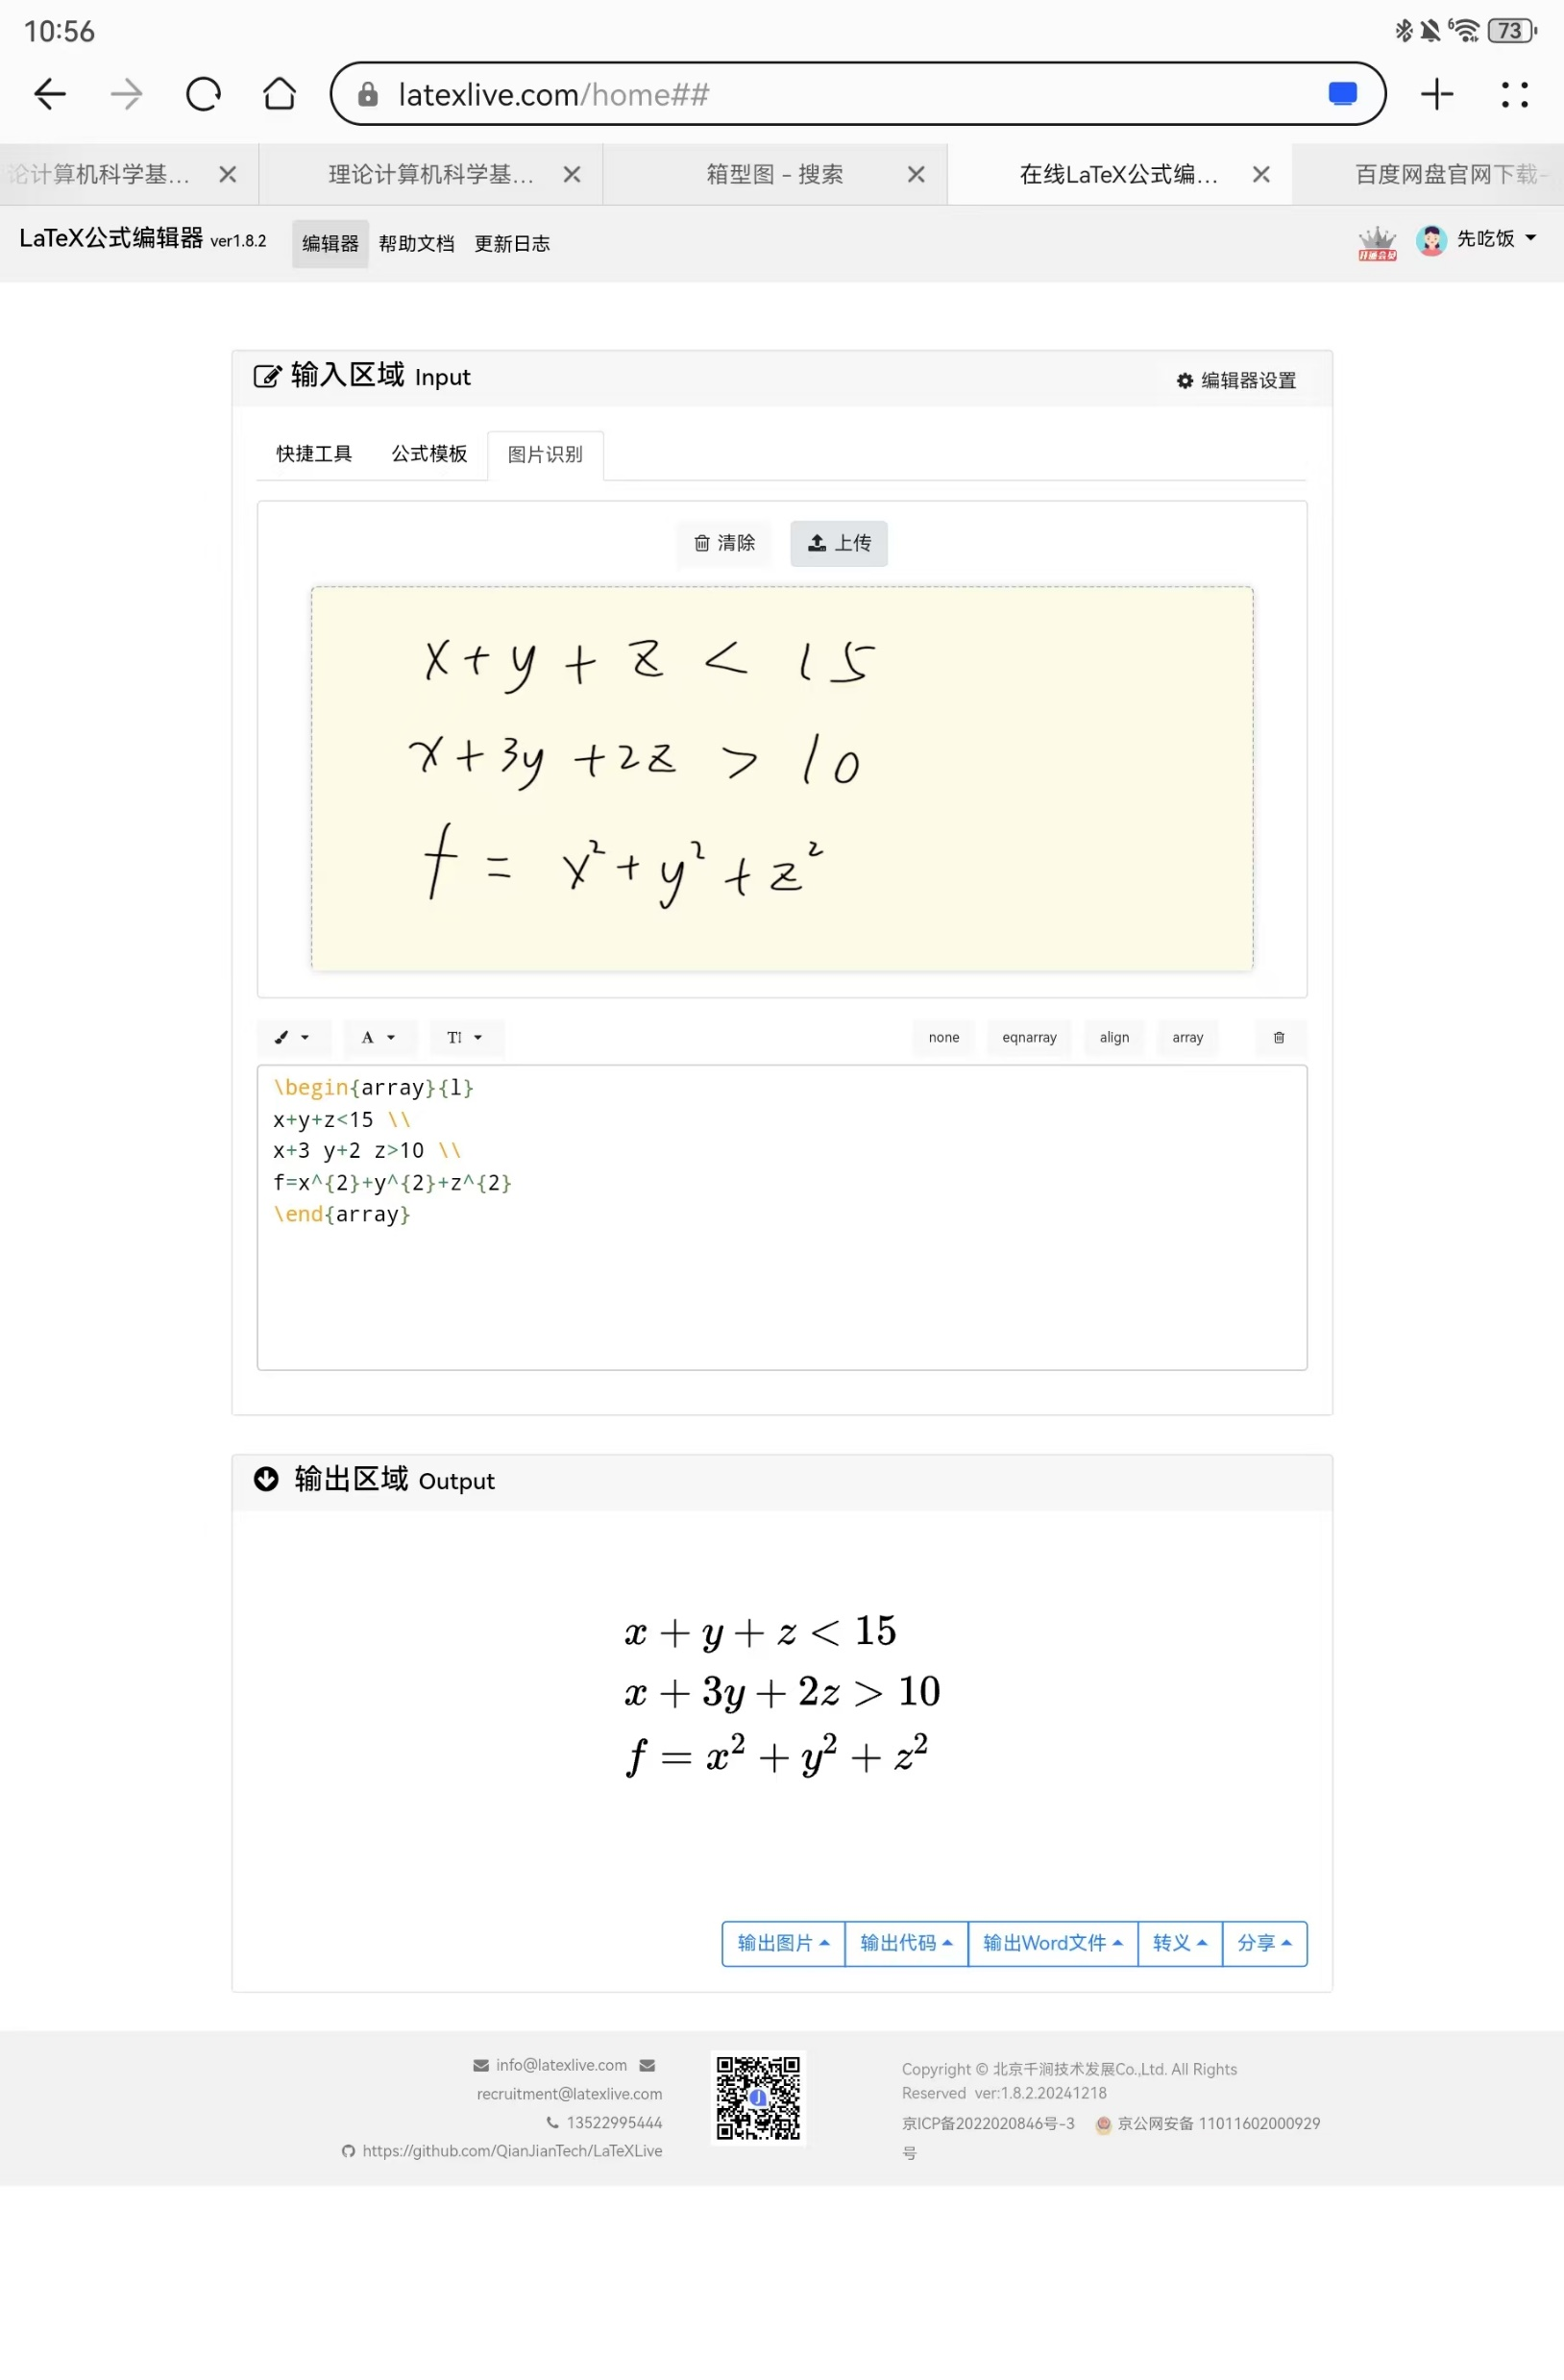 10:56
6 73
latexlive.com/home##
论计算机科学基... 理论计算机科学基... 箱型图 - 搜索 在线LaTeX公式编... 百度网盘官网下载-
LaTeX公式编辑器 ver1.8.2 编辑器 帮助文档 更新日志 开通会员 先吃饭
输入区域 Input 编辑器设置
快捷工具 公式模板 图片识别
清除 上传
x+y+z < 15
x+3y+2z > 10
f = x²+y²+z²
A TI none eqnarray align array
\begin{array}{l}
x+y+z<15 \\
x+3 y+2 z>10 \\
f=x^{2}+y^{2}+z^{2}
\end{array}
输出区域 Output
x + y + z < 15
x + 3y + 2z > 10
f = x² + y² + z²
输出图片 输出代码 输出Word文件 转义 分享
info@latexlive.com
recruitment@latexlive.com
13522995444
https://github.com/QianJianTech/LaTeXLive
Copyright © 北京千涧技术发展Co.,Ltd. All Rights
Reserved ver:1.8.2.20241218
京ICP备2022020846号-3 京公网安备 11011602000929
号